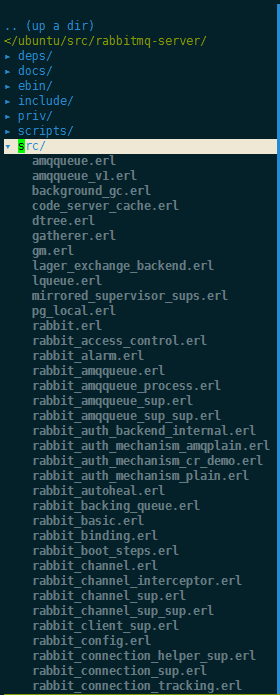 .. (up a dir)
</ubuntu/src/rabbitmq-server/
▸ deps/
▸ docs/
▸ ebin/
▸ include/
▸ priv/
▸ scripts/
▾ src/
amqqueue.erl
amqqueue_v1.erl
background_gc.erl
code_server_cache.erl
dtree.erl
gatherer.erl
gm.erl
lager_exchange_backend.erl
lqueue.erl
mirrored_supervisor_sups.erl
pg_local.erl
rabbit.erl
rabbit_access_control.erl
rabbit_alarm.erl
rabbit_amqqueue.erl
rabbit_amqqueue_process.erl
rabbit_amqqueue_sup.erl
rabbit_amqqueue_sup_sup.erl
rabbit_auth_backend_internal.erl
rabbit_auth_mechanism_amqplain.erl
rabbit_auth_mechanism_cr_demo.erl
rabbit_auth_mechanism_plain.erl
rabbit_autoheal.erl
rabbit_backing_queue.erl
rabbit_basic.erl
rabbit_binding.erl
rabbit_boot_steps.erl
rabbit_channel.erl
rabbit_channel_interceptor.erl
rabbit_channel_sup.erl
rabbit_channel_sup_sup.erl
rabbit_client_sup.erl
rabbit_config.erl
rabbit_connection_helper_sup.erl
rabbit_connection_sup.erl
rabbit_connection_tracking.erl